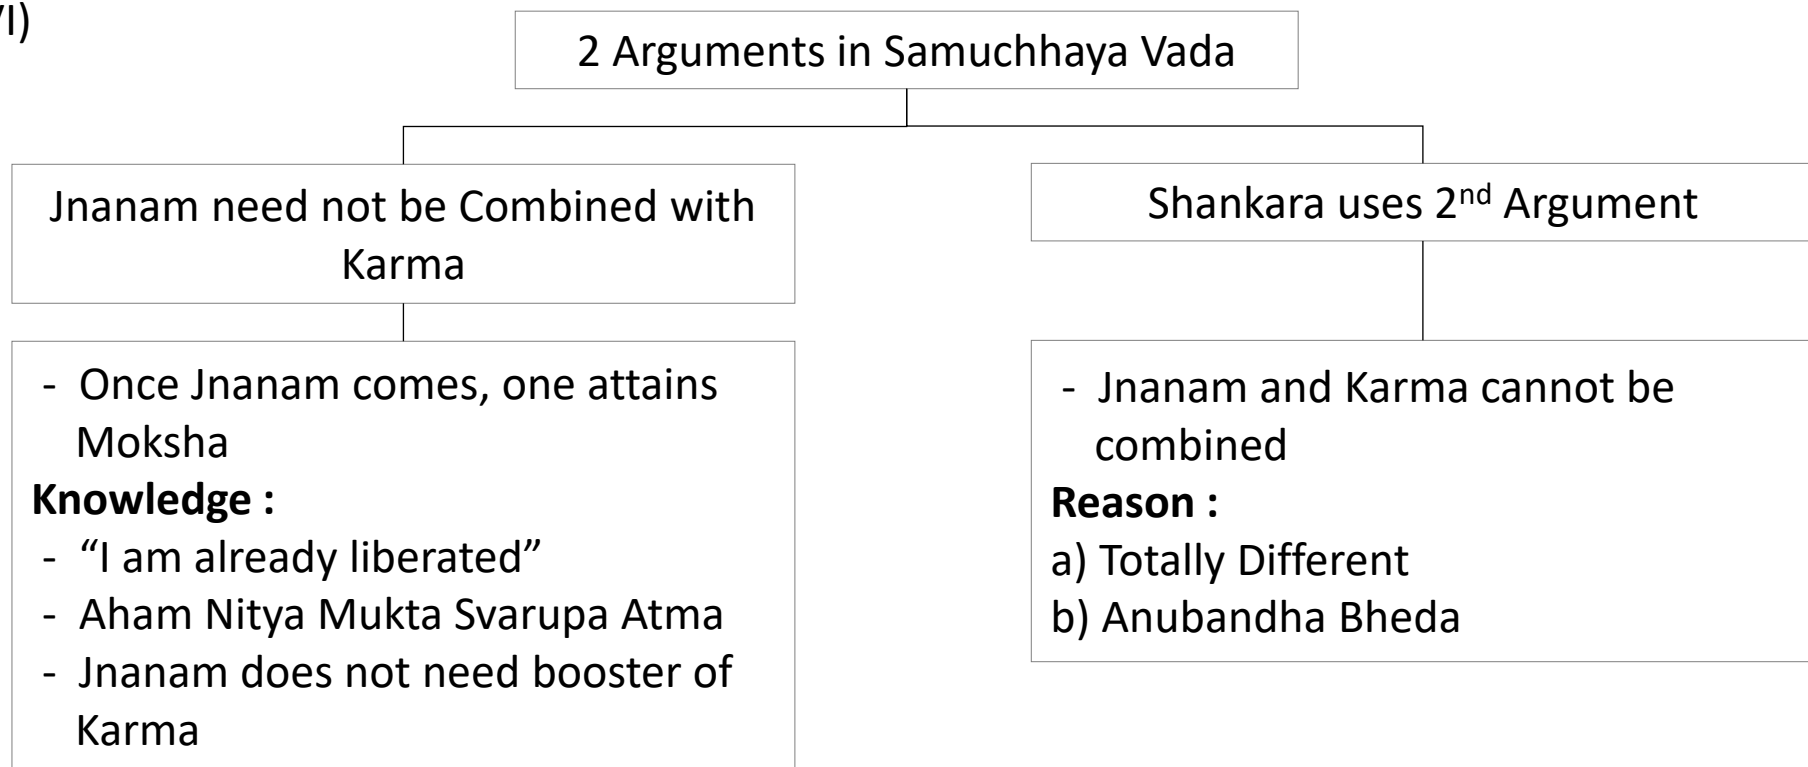 VI)
2 Arguments in Samuchhaya Vada
Jnanam need not be Combined with
Karma
Shankara uses 2nd Argument
- Once Jnanam comes, one attains
Moksha
Knowledge :
- “I am already liberated”
- Aham Nitya Mukta Svarupa Atma
- Jnanam does not need booster of
Karma
- Jnanam and Karma cannot be
combined
Reason :
a) Totally Different
b) Anubandha Bheda